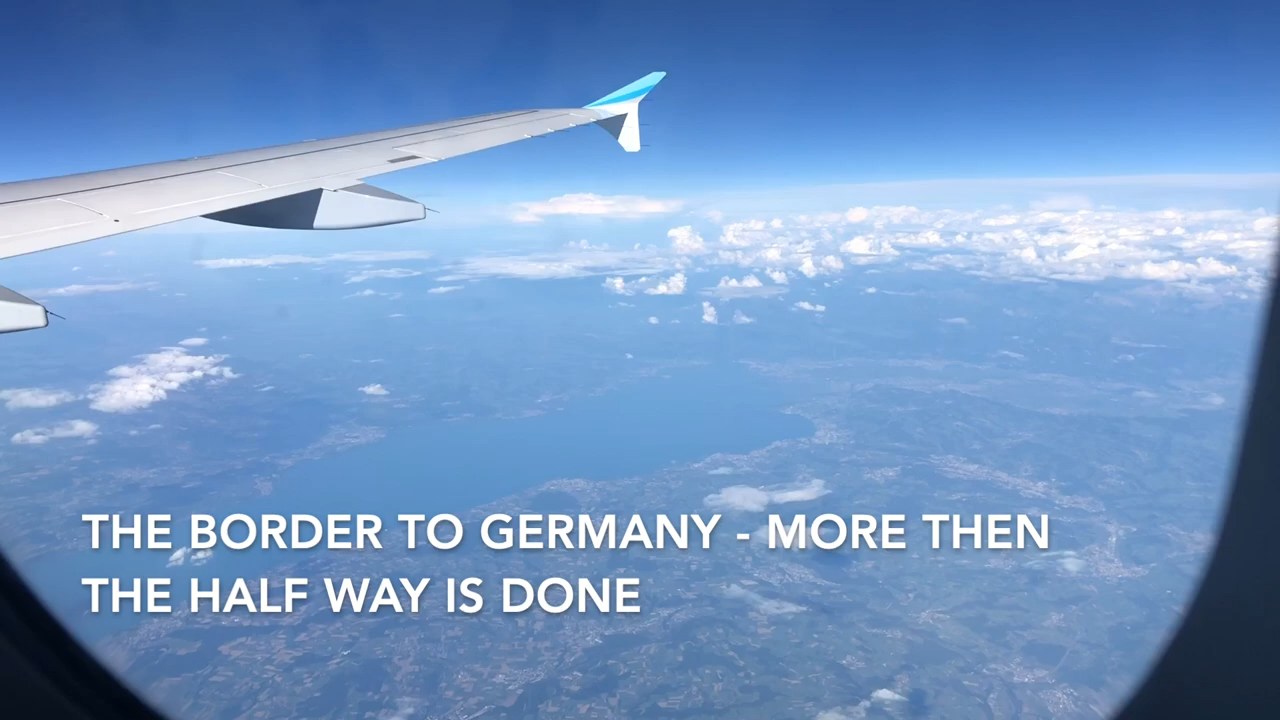 THE BORDER TO GERMANY - MORE THEN
THE HALF WAY IS DONE